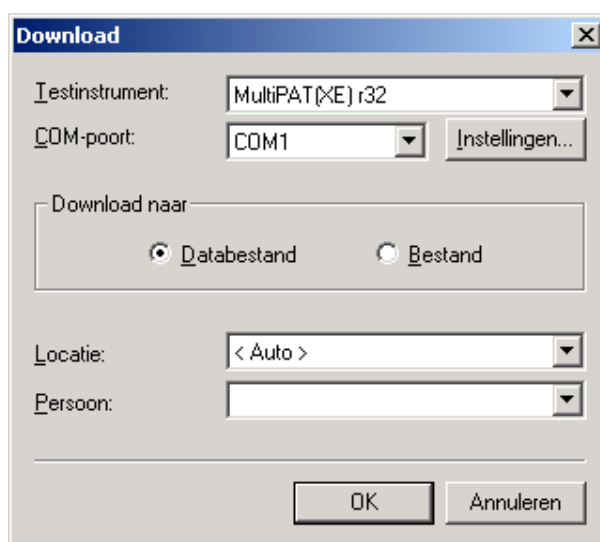 Download
Testinstrument: MultiPAT(XE) r32
COM-poort: COM1 Instellingen...
Download naar
Databestand Bestand
Locatie: < Auto >
Persoon:
OK Annuleren